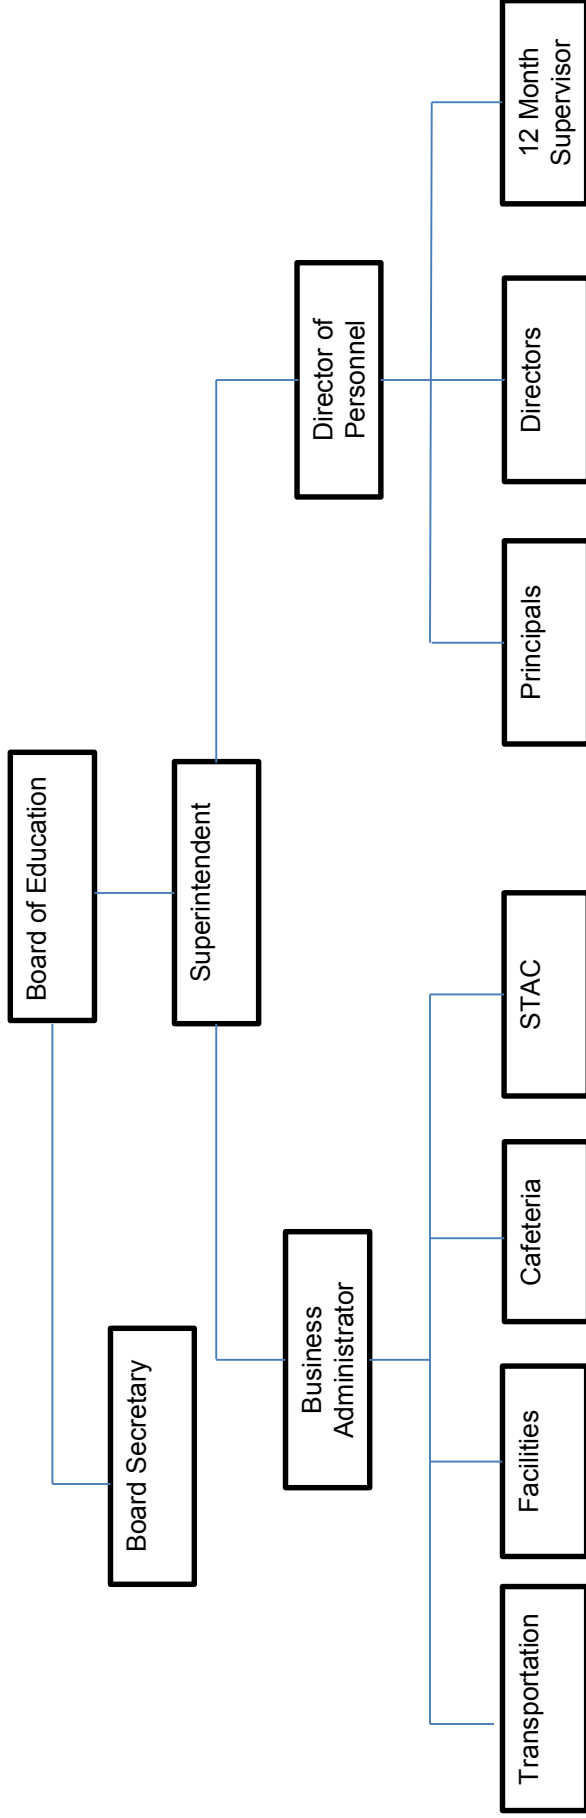 Board of Education
Board Secretary
Superintendent
Business
Administrator
Director of
Personnel
Transportation
Facilities
Cafeteria
STAC
Principals
Directors
12 Month
Supervisor